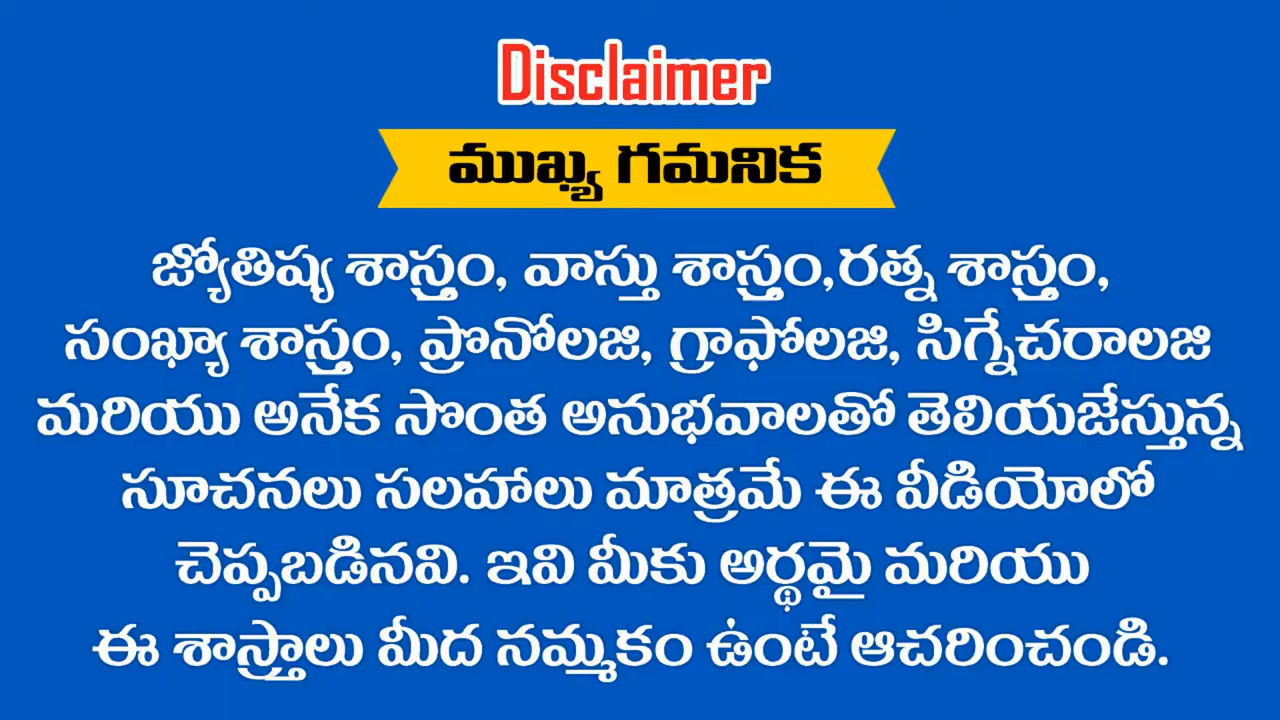 Disclaimer
ముఖ్య గమనిక
జ్యోతిష్య శాస్త్రం, వాస్తు శాస్త్రం,రత్న శాస్త్రం,
సంఖ్యా శాస్త్రం, ప్రొనోలజి, గ్రాఫోలజి, సిగ్నేచరాలజి
మరియు అనేక సొంత అనుభవాలతో తెలియజేస్తున్న
సూచనలు సలహాలు మాత్రమే ఈ వీడియోలో
చెప్పబడినవి. ఇవి మీకు అర్థమై మరియు
ఈ శాస్త్రాలు మీద నమ్మకం ఉంటే ఆచరించండి.